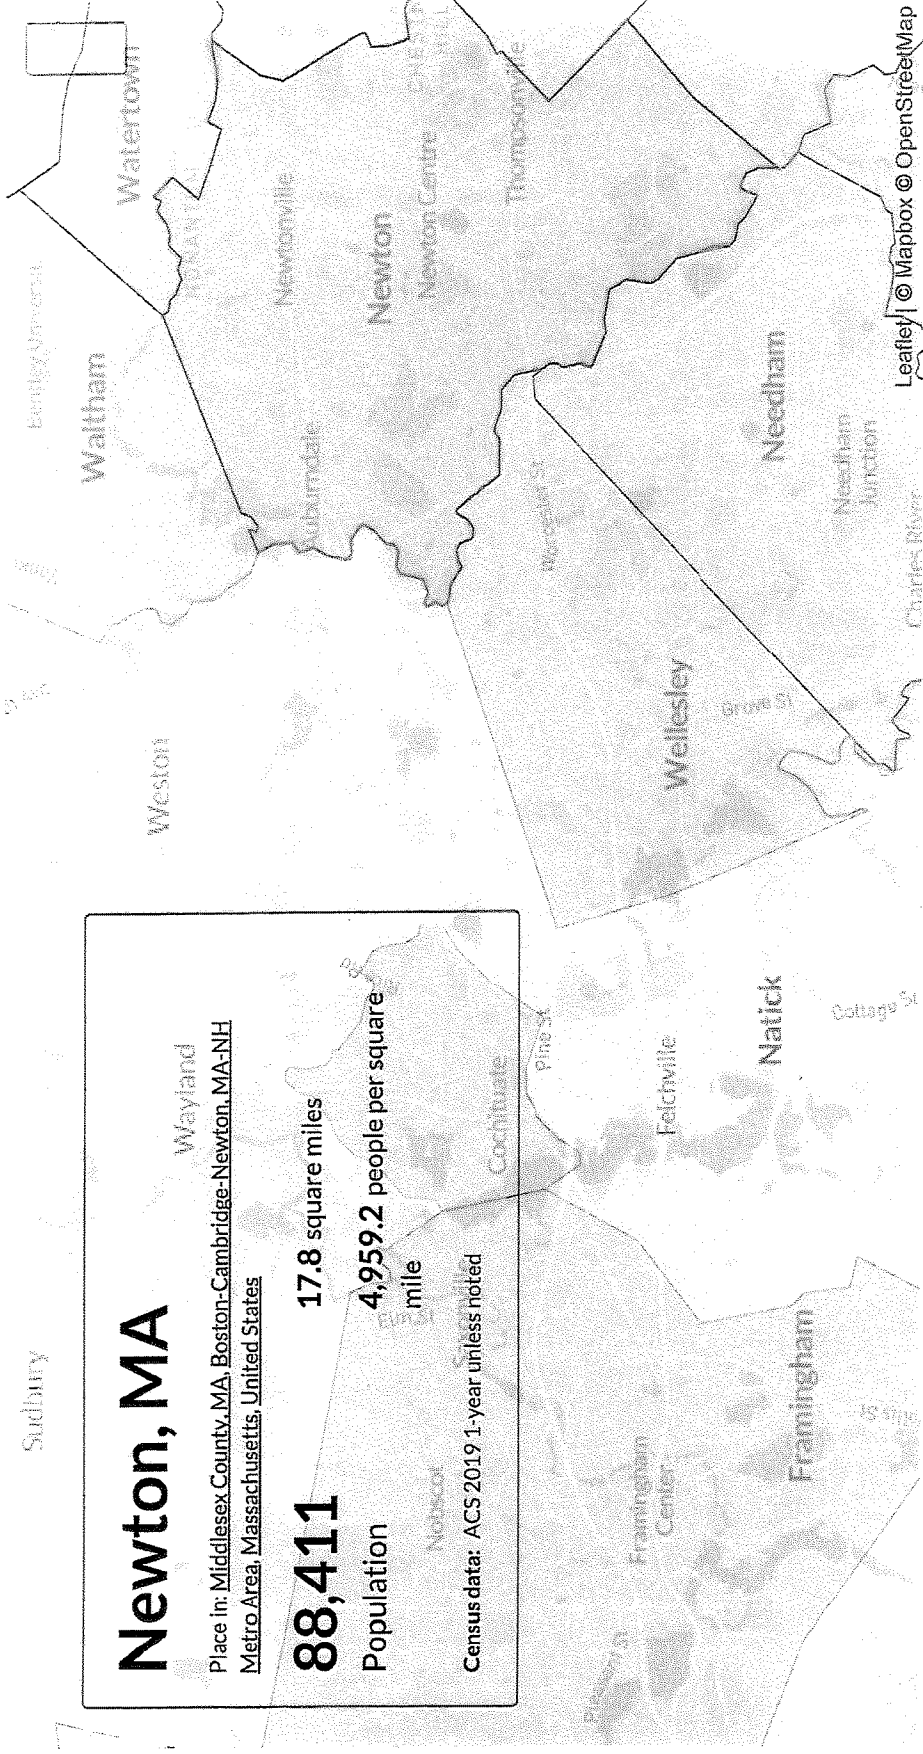 Newton, MA
Place in: Middlesex County, MA, Boston-Cambridge-Newton, MA-NH
Metro Area, Massachusetts, United States
88,411
Population
17.8 square miles
4,959.2 people per square
mile
Census data: ACS 2019 1-year unless noted
Sudbury
Wayland
Weston
Waltham
Watertown
Newtonville
Auburndale
Newton
Newton Centre
Thompsonville
Cochituate
Elm St
Saxonville
Nobscot
Pine St
Worcester St
Wellesley
Grove St
Needham
Needham
Junction
Felchville
Natick
Cottage St
Framingham
Center
Framingham
Leaflet | © Mapbox © OpenStreetMap